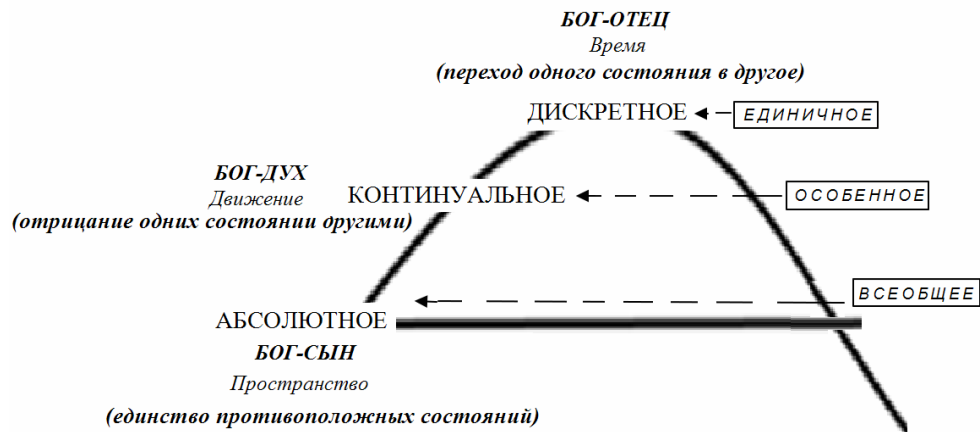 БОГ-ОТЕЦ
Время
(переход одного состояния в другое)
ДИСКРЕТНОЕ
ЕДИНИЧНОЕ
БОГ-ДУХ
Движение
КОНТИНУАЛЬНОЕ
ОСОБЕННОЕ
(отрицание одних состоянии другими)
ВСЕОБЩЕЕ
АБСОЛЮТНОЕ
БОГ-СЫН
Пространство
(единство противоположных состояний)